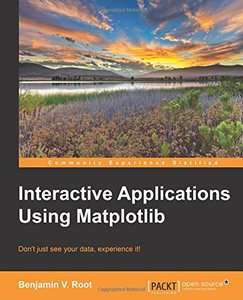 Community Experience Distilled
Interactive Applications
Using Matplotlib
Don't just see your data, experience it!
Benjamin V. Root
PACKT
PUBLISHING
open source*